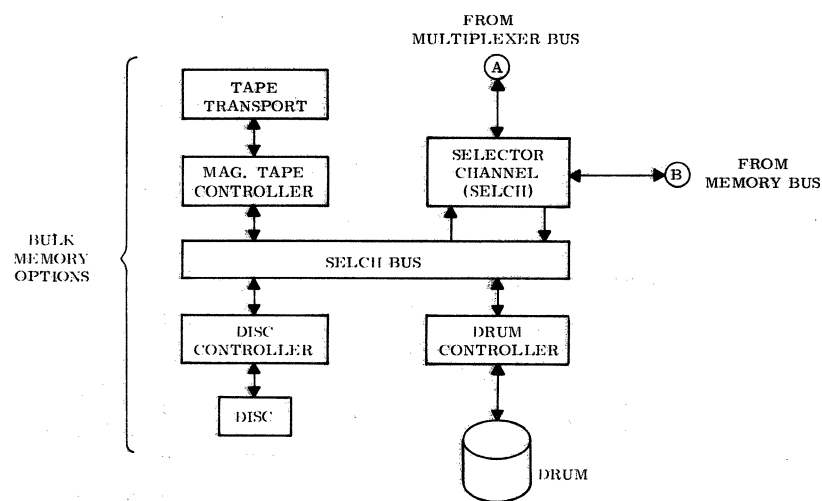 FROM
MULTIPLEXER BUS
A
TAPE
TRANSPORT
SELECTOR
CHANNEL
(SELCH)
B
FROM
MEMORY BUS
MAG. TAPE
CONTROLLER
BULK
MEMORY
OPTIONS
SELCH BUS
DISC
CONTROLLER
DRUM
CONTROLLER
DISC
DRUM